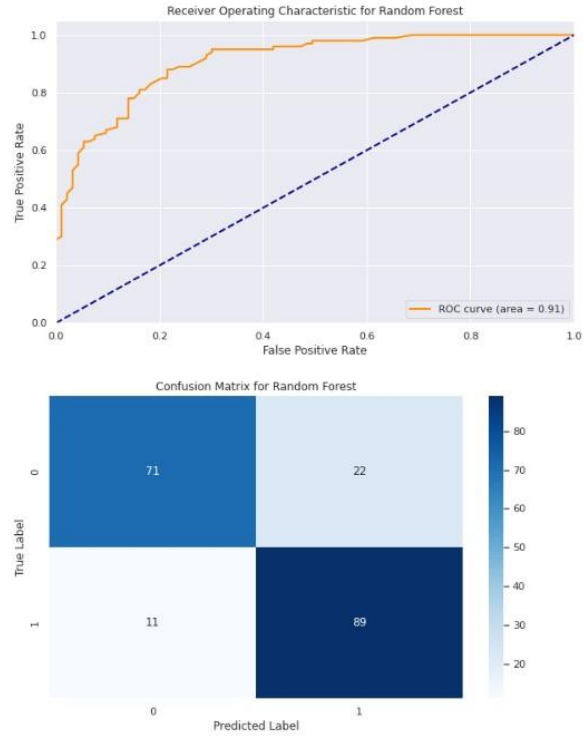 Receiver Operating Characteristic for Random Forest
1.0
0.8
0.6
0.4
0.2
0.0
True Positive Rate
ROC curve (area = 0.91)
0.0 0.2 0.4 0.6 0.8 1.0
False Positive Rate
Confusion Matrix for Random Forest
0
1
True Label
71 22
11 89
0 1
Predicted Label
80
70
60
50
40
30
20